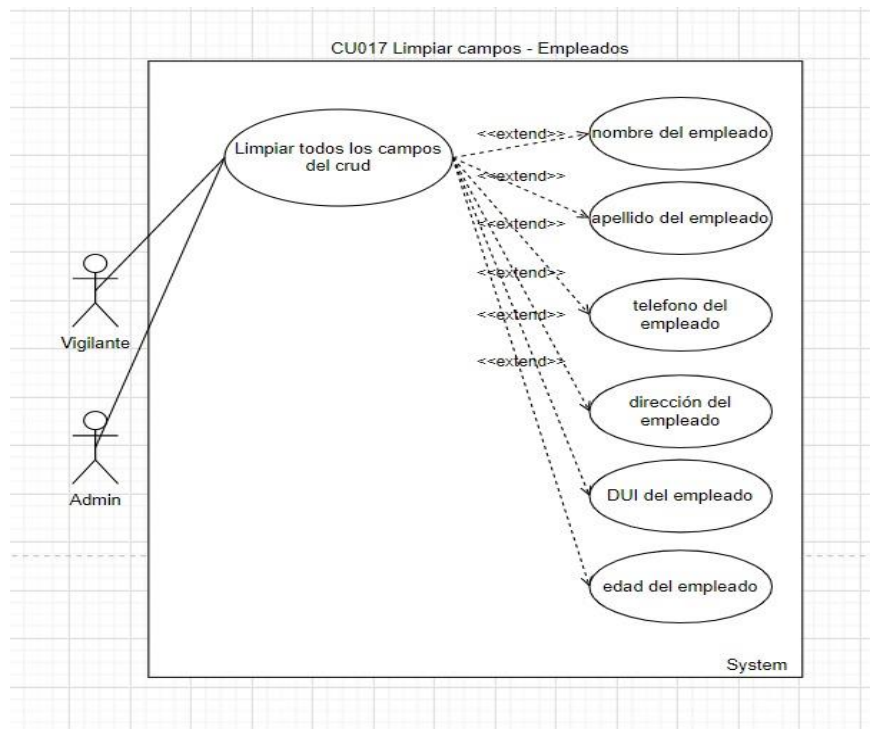 CU017 Limpiar campos - Empleados
Limpiar todos los campos
del crud
<<extend>>
nombre del empleado
<<extend>>
apellido del empleado
<<extend>>
<<extend>>
telefono del
empleado
<<extend>>
<<extend>>
dirección del
empleado
DUI del empleado
edad del empleado
Vigilante
Admin
System